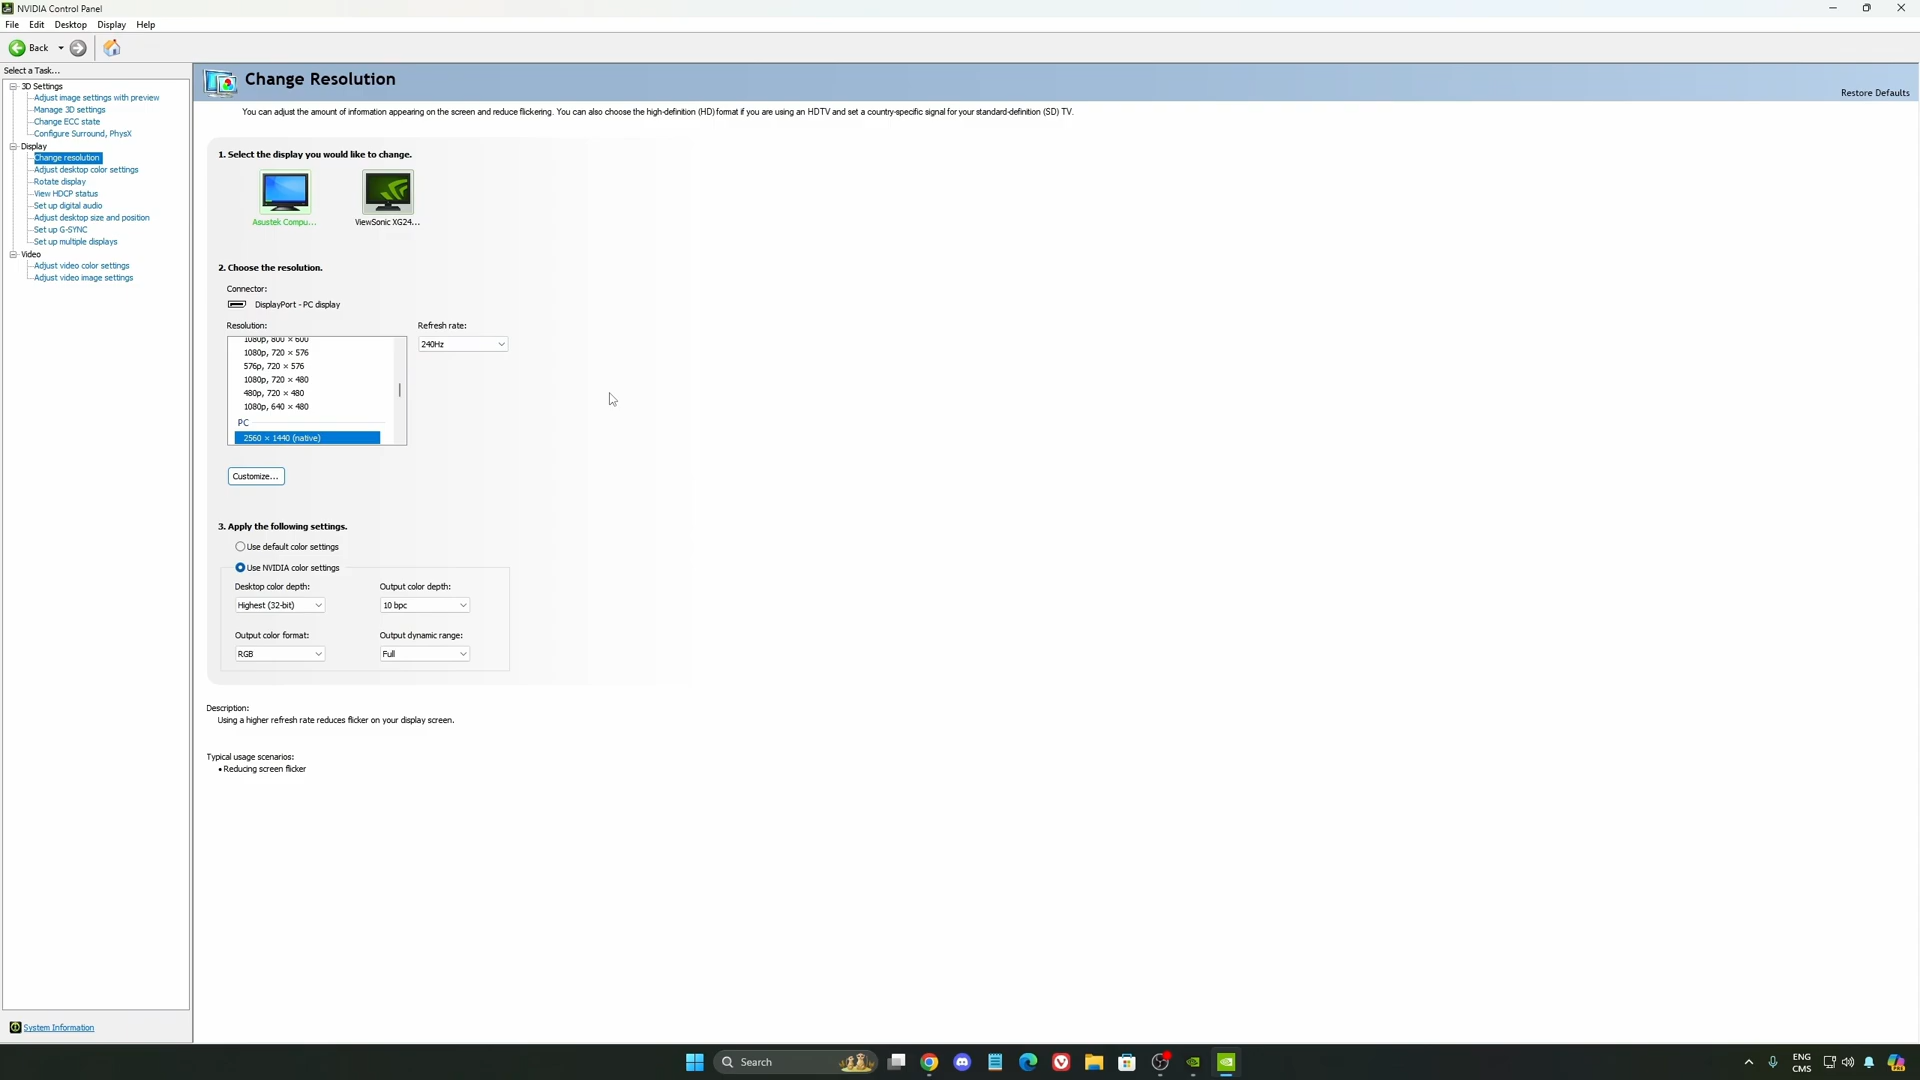 NVIDIA Control Panel
File Edit Desktop Display Help
Back
Select a Task...
3D Settings
Adjust image settings with preview
Manage 3D settings
Change ECC state
Configure Surround, PhysX
Display
Change resolution
Adjust desktop color settings
Rotate display
View HDCP status
Set up digital audio
Adjust desktop size and position
Set up G-SYNC
Set up multiple displays
Video
Adjust video color settings
Adjust video image settings
System Information
Change Resolution
Restore Defaults
You can adjust the amount of information appearing on the screen and reduce flickering. You can also choose the high-definition (HD) format if you are using an HDTV and set a country-specific signal for your standard-definition (SD) TV.
1. Select the display you would like to change.
Asustek Compu... ViewSonic XG24...
2. Choose the resolution.
Connector:
DisplayPort - PC display
Resolution: Refresh rate:
240Hz
1080p, 800 × 600
1080p, 720 × 576
576p, 720 × 576
1080p, 720 × 480
480p, 720 × 480
1080p, 640 × 480
PC
2560 × 1440 (native)
Customize...
3. Apply the following settings.
Use default color settings
Use NVIDIA color settings
Desktop color depth: Output color depth:
Highest (32-bit) 10 bpc
Output color format: Output dynamic range:
RGB Full
Description:
Using a higher refresh rate reduces flicker on your display screen.
Typical usage scenarios:
• Reducing screen flicker
Search
ENG
CMS